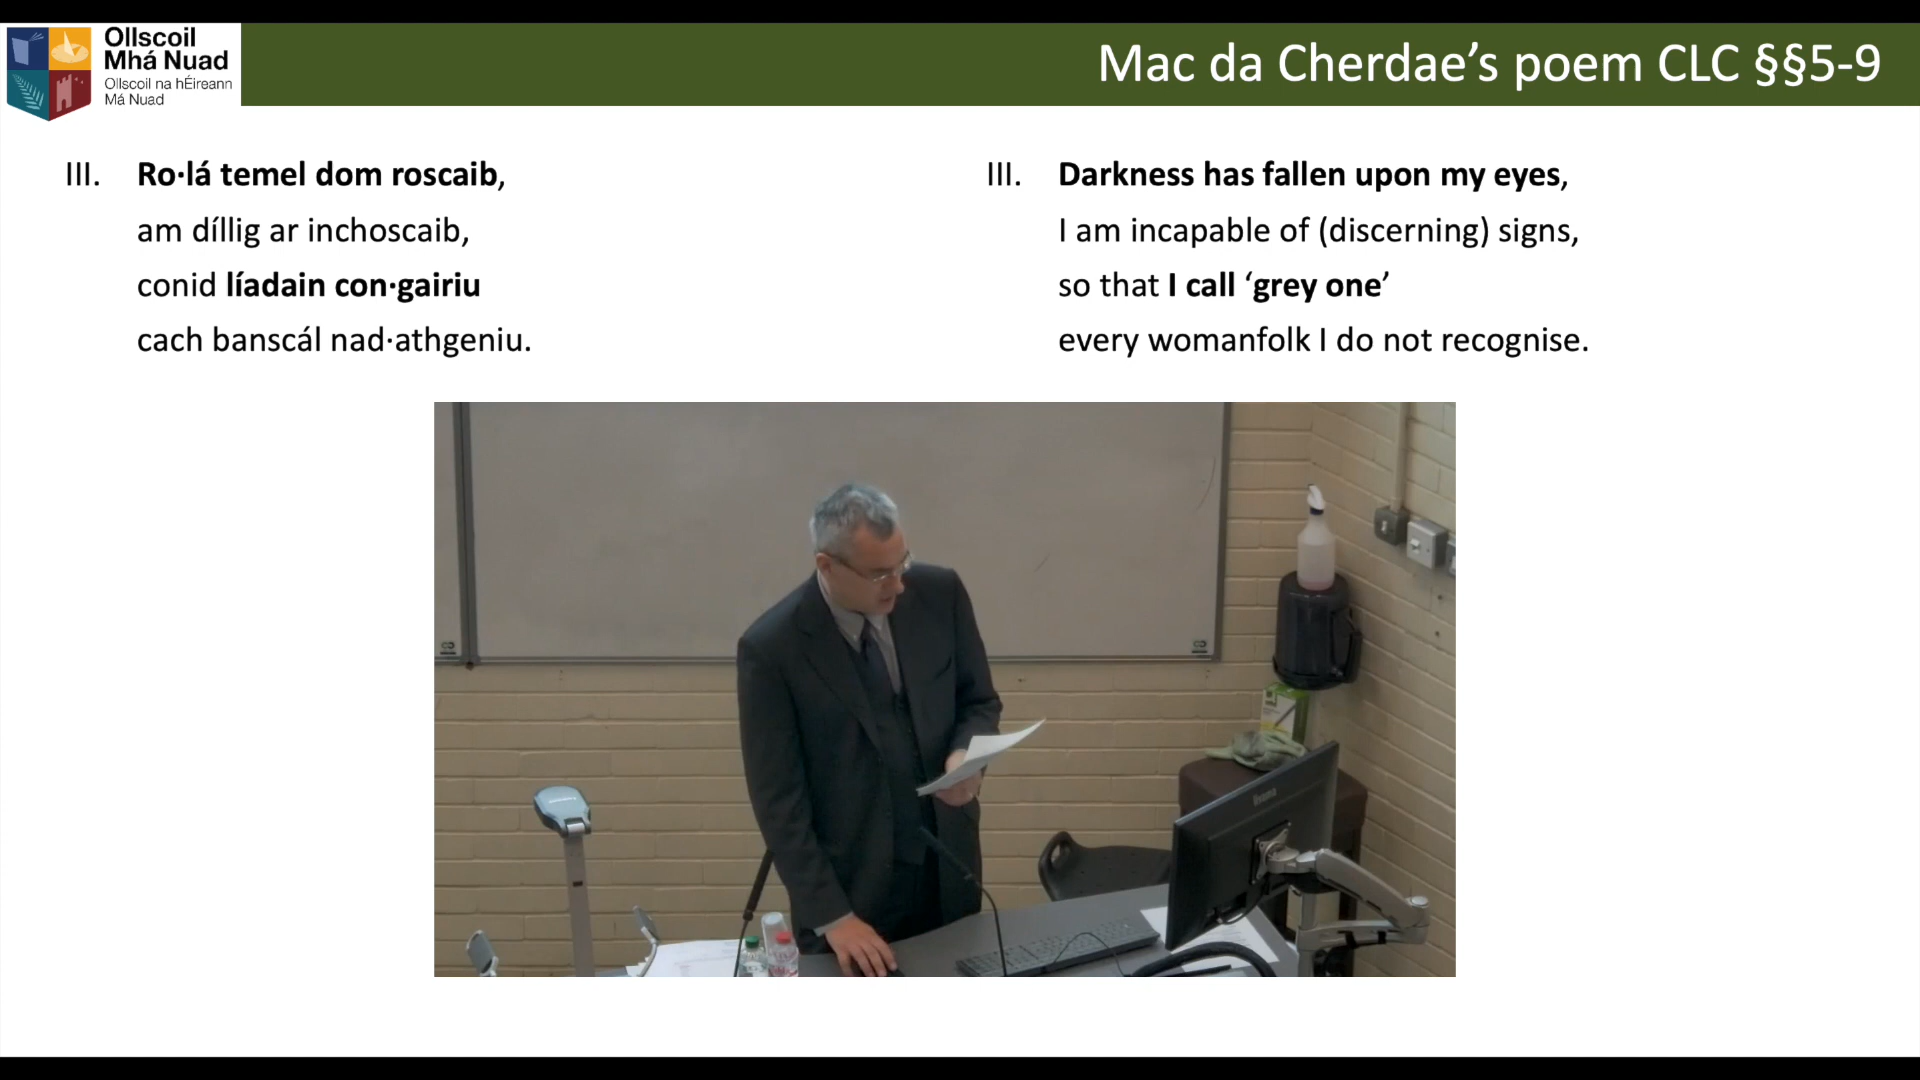 Ollscoil
Mhá Nuad
Ollscoil na hÉireann
Má Nuad
Mac da Cherdae’s poem CLC §§5-9
III. Ro·lá temel dom roscaib,
am díllig ar inchoscaib,
conid líadain con·gairiu
cach banscál nad·athgeniu.
III. Darkness has fallen upon my eyes,
I am incapable of (discerning) signs,
so that I call ‘grey one’
every womanfolk I do not recognise.